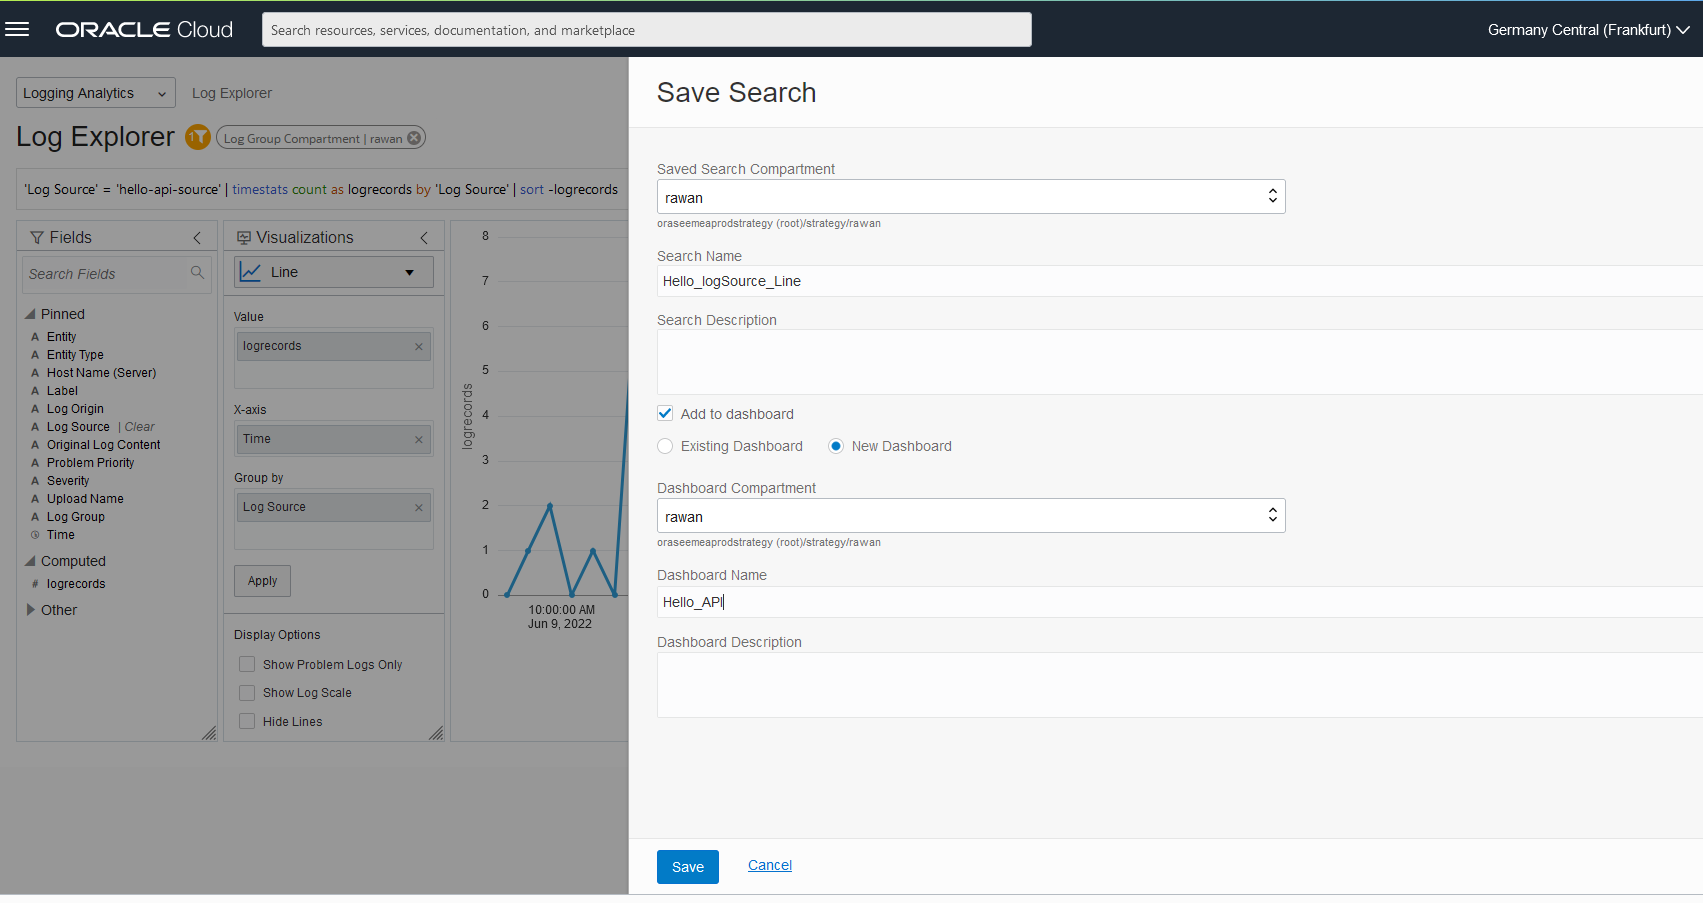 ORACLE Cloud
Search resources, services, documentation, and marketplace
Germany Central (Frankfurt)
Logging Analytics
Log Explorer
Log Explorer
1
Log Group Compartment | rawan
'Log Source' = 'hello-api-source' | timestats count as logrecords by 'Log Source' | sort -logrecords
Fields
Search Fields
Pinned
A Entity
A Entity Type
A Host Name (Server)
A Label
A Log Origin
A Log Source | Clear
A Original Log Content
A Problem Priority
A Severity
A Upload Name
A Log Group
Time
Computed
# logrecords
Other
Visualizations
Line
Value
logrecords
X-axis
Time
Group by
Log Source
Apply
Display Options
Show Problem Logs Only
Show Log Scale
Hide Lines
8
7
6
5
4
3
2
1
0
logrecords
10:00:00 AM
Jun 9, 2022
Save Search
Saved Search Compartment
rawan
oraseemeaprodstrategy (root)/strategy/rawan
Search Name
Hello_logSource_Line
Search Description
Add to dashboard
Existing Dashboard
New Dashboard
Dashboard Compartment
rawan
oraseemeaprodstrategy (root)/strategy/rawan
Dashboard Name
Hello_API
Dashboard Description
Save
Cancel